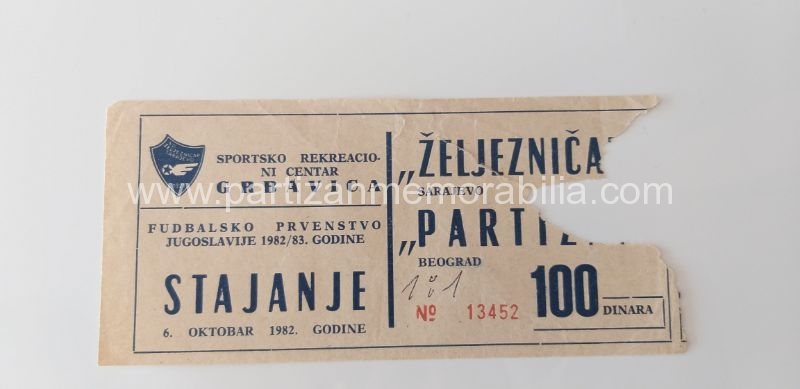 SPORTSKO REKREACIO-
NI CENTAR
GRBAVICA
FUDBALSKO PRVENSTVO
JUGOSLAVIJE 1982/83. GODINE
STAJANJE
6. OKTOBAR 1982. GODINE
„ŽELJEZNIČA
SARAJEVO
„PARTIZ
BEOGRAD
1:1
№ 13452
100
DINARA
www.partizanmemorabilia.com